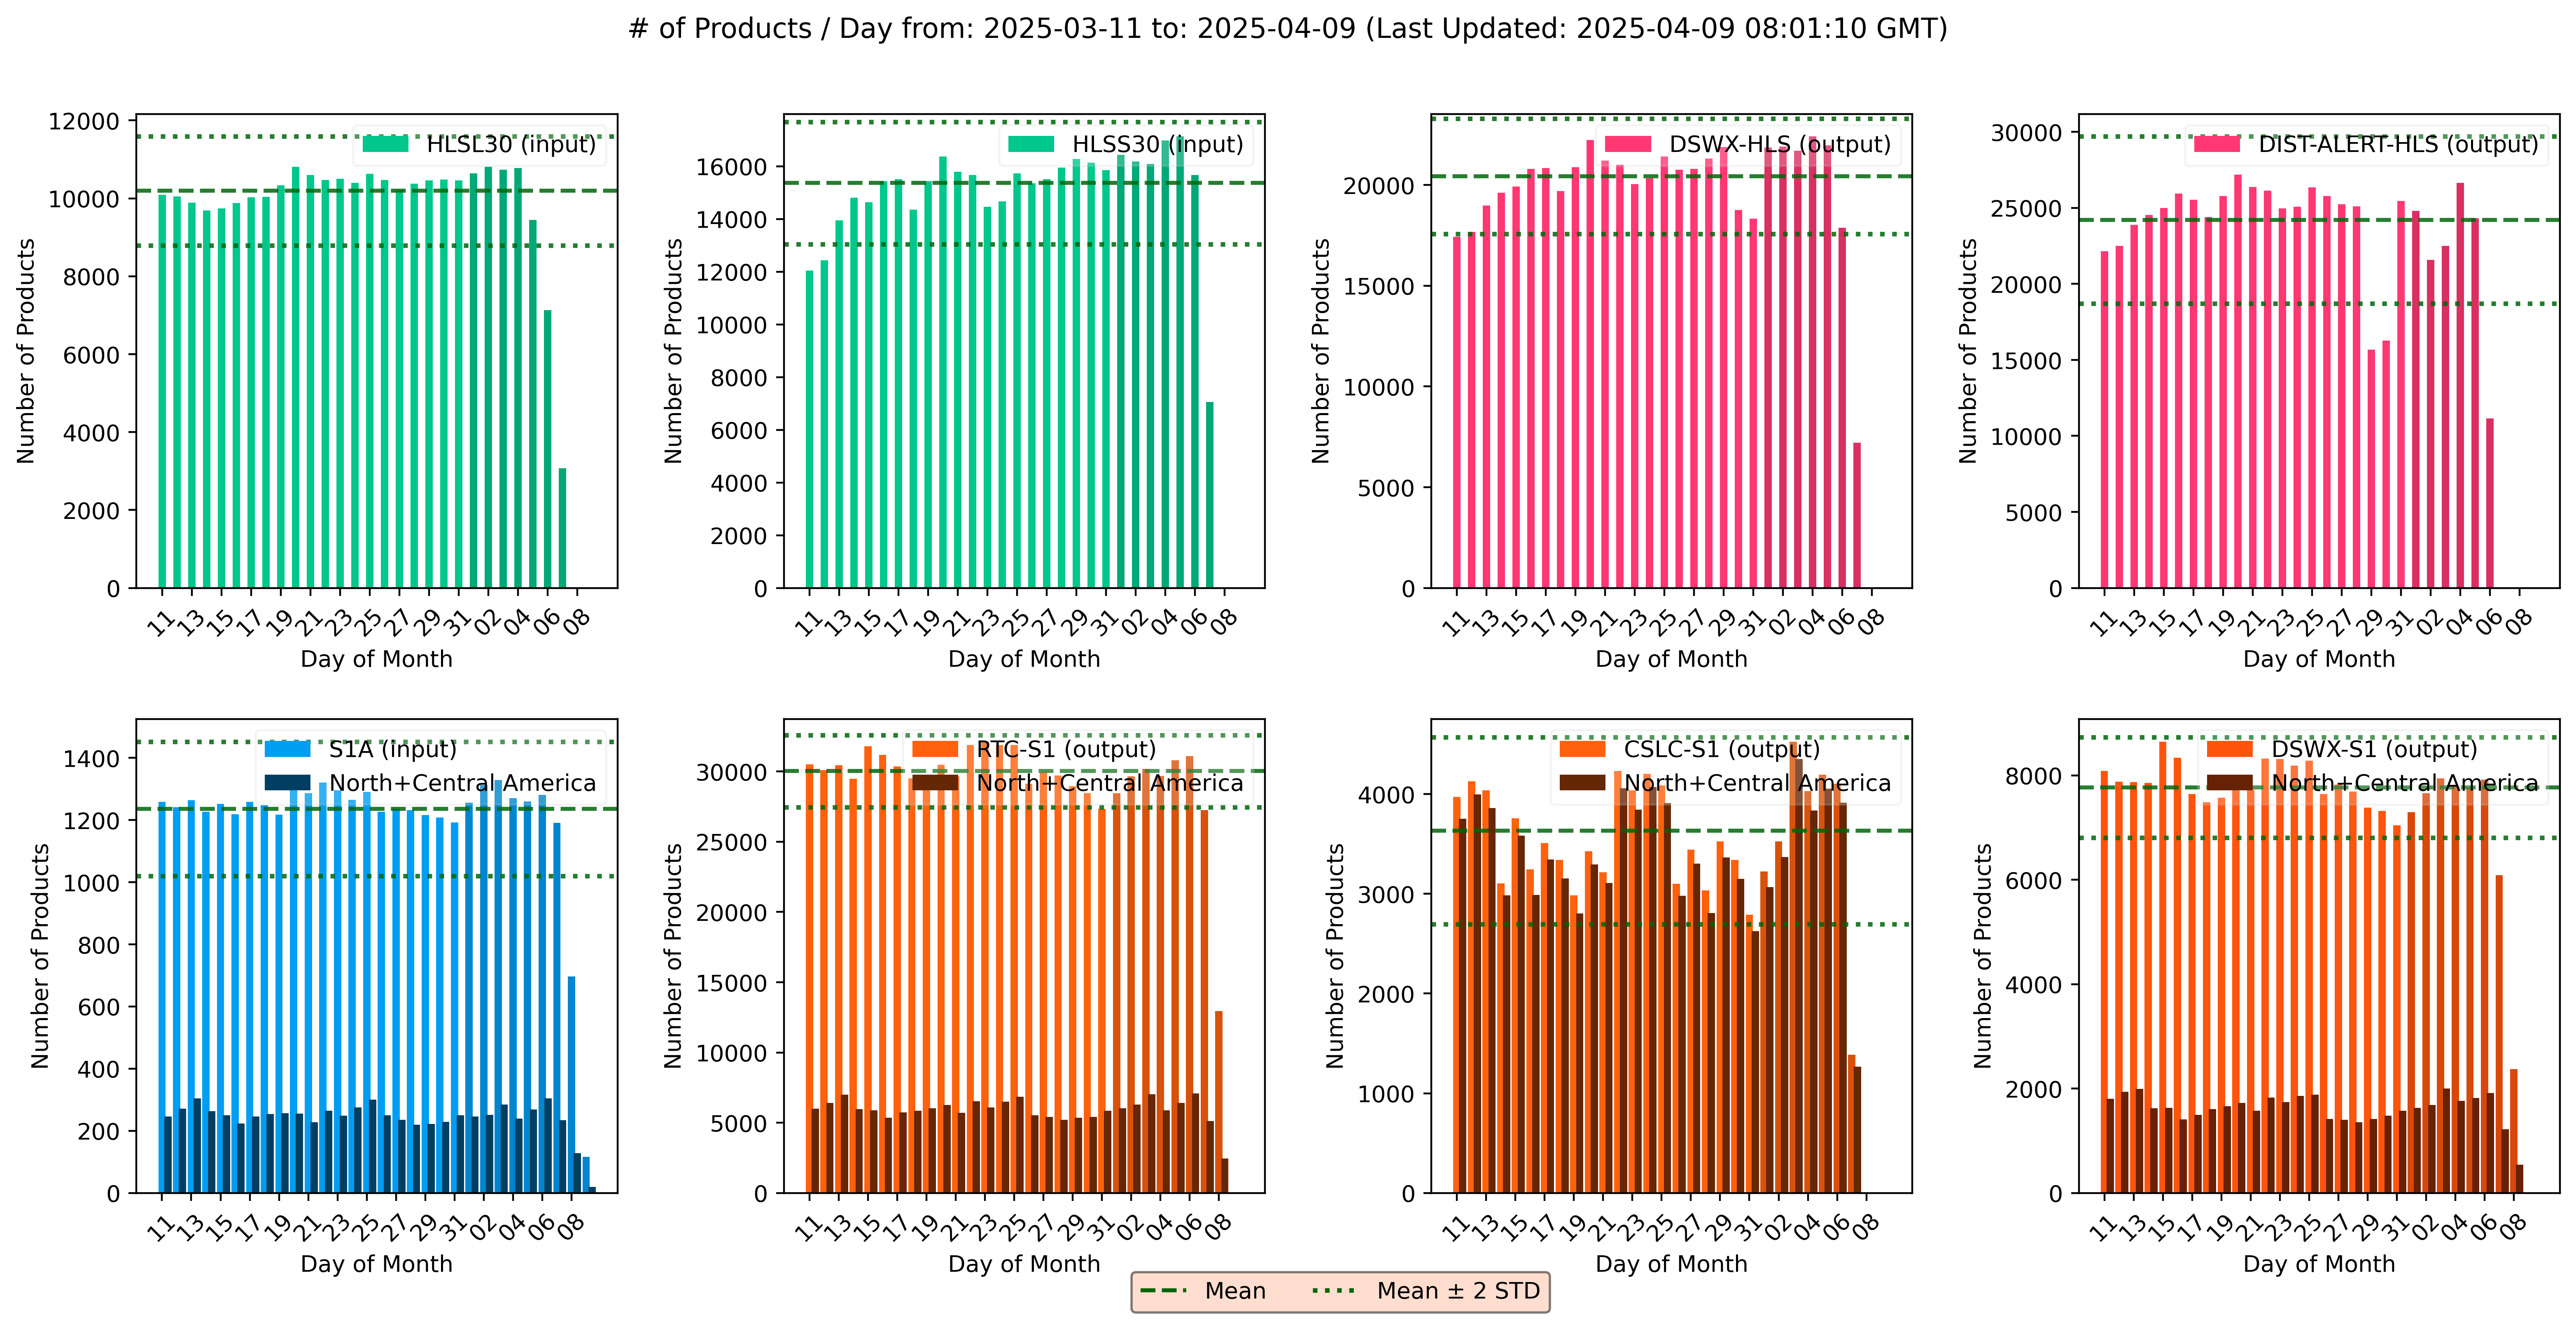 # of Products / Day from: 2025-03-11 to: 2025-04-09 (Last Updated: 2025-04-09 08:01:10 GMT)
HLSL30 (input)
Number of Products
12000
10000
8000
6000
4000
2000
0
11 13 15 17 19 21 23 25 27 29 31 02 04 06 08
Day of Month
HLSS30 (input)
Number of Products
16000
14000
12000
10000
8000
6000
4000
2000
0
11 13 15 17 19 21 23 25 27 29 31 02 04 06 08
Day of Month
DSWX-HLS (output)
Number of Products
20000
15000
10000
5000
0
11 13 15 17 19 21 23 25 27 29 31 02 04 06 08
Day of Month
DIST-ALERT-HLS (output)
Number of Products
30000
25000
20000
15000
10000
5000
0
11 13 15 17 19 21 23 25 27 29 31 02 04 06 08
Day of Month
S1A (input)
North+Central America
Number of Products
1400
1200
1000
800
600
400
200
0
11 13 15 17 19 21 23 25 27 29 31 02 04 06 08
Day of Month
RTC-S1 (output)
North+Central America
Number of Products
30000
25000
20000
15000
10000
5000
0
11 13 15 17 19 21 23 25 27 29 31 02 04 06 08
Day of Month
CSLC-S1 (output)
North+Central America
Number of Products
4000
3000
2000
1000
0
11 13 15 17 19 21 23 25 27 29 31 02 04 06 08
Day of Month
DSWX-S1 (output)
North+Central America
Number of Products
8000
6000
4000
2000
0
11 13 15 17 19 21 23 25 27 29 31 02 04 06 08
Day of Month
Mean
Mean ± 2 STD